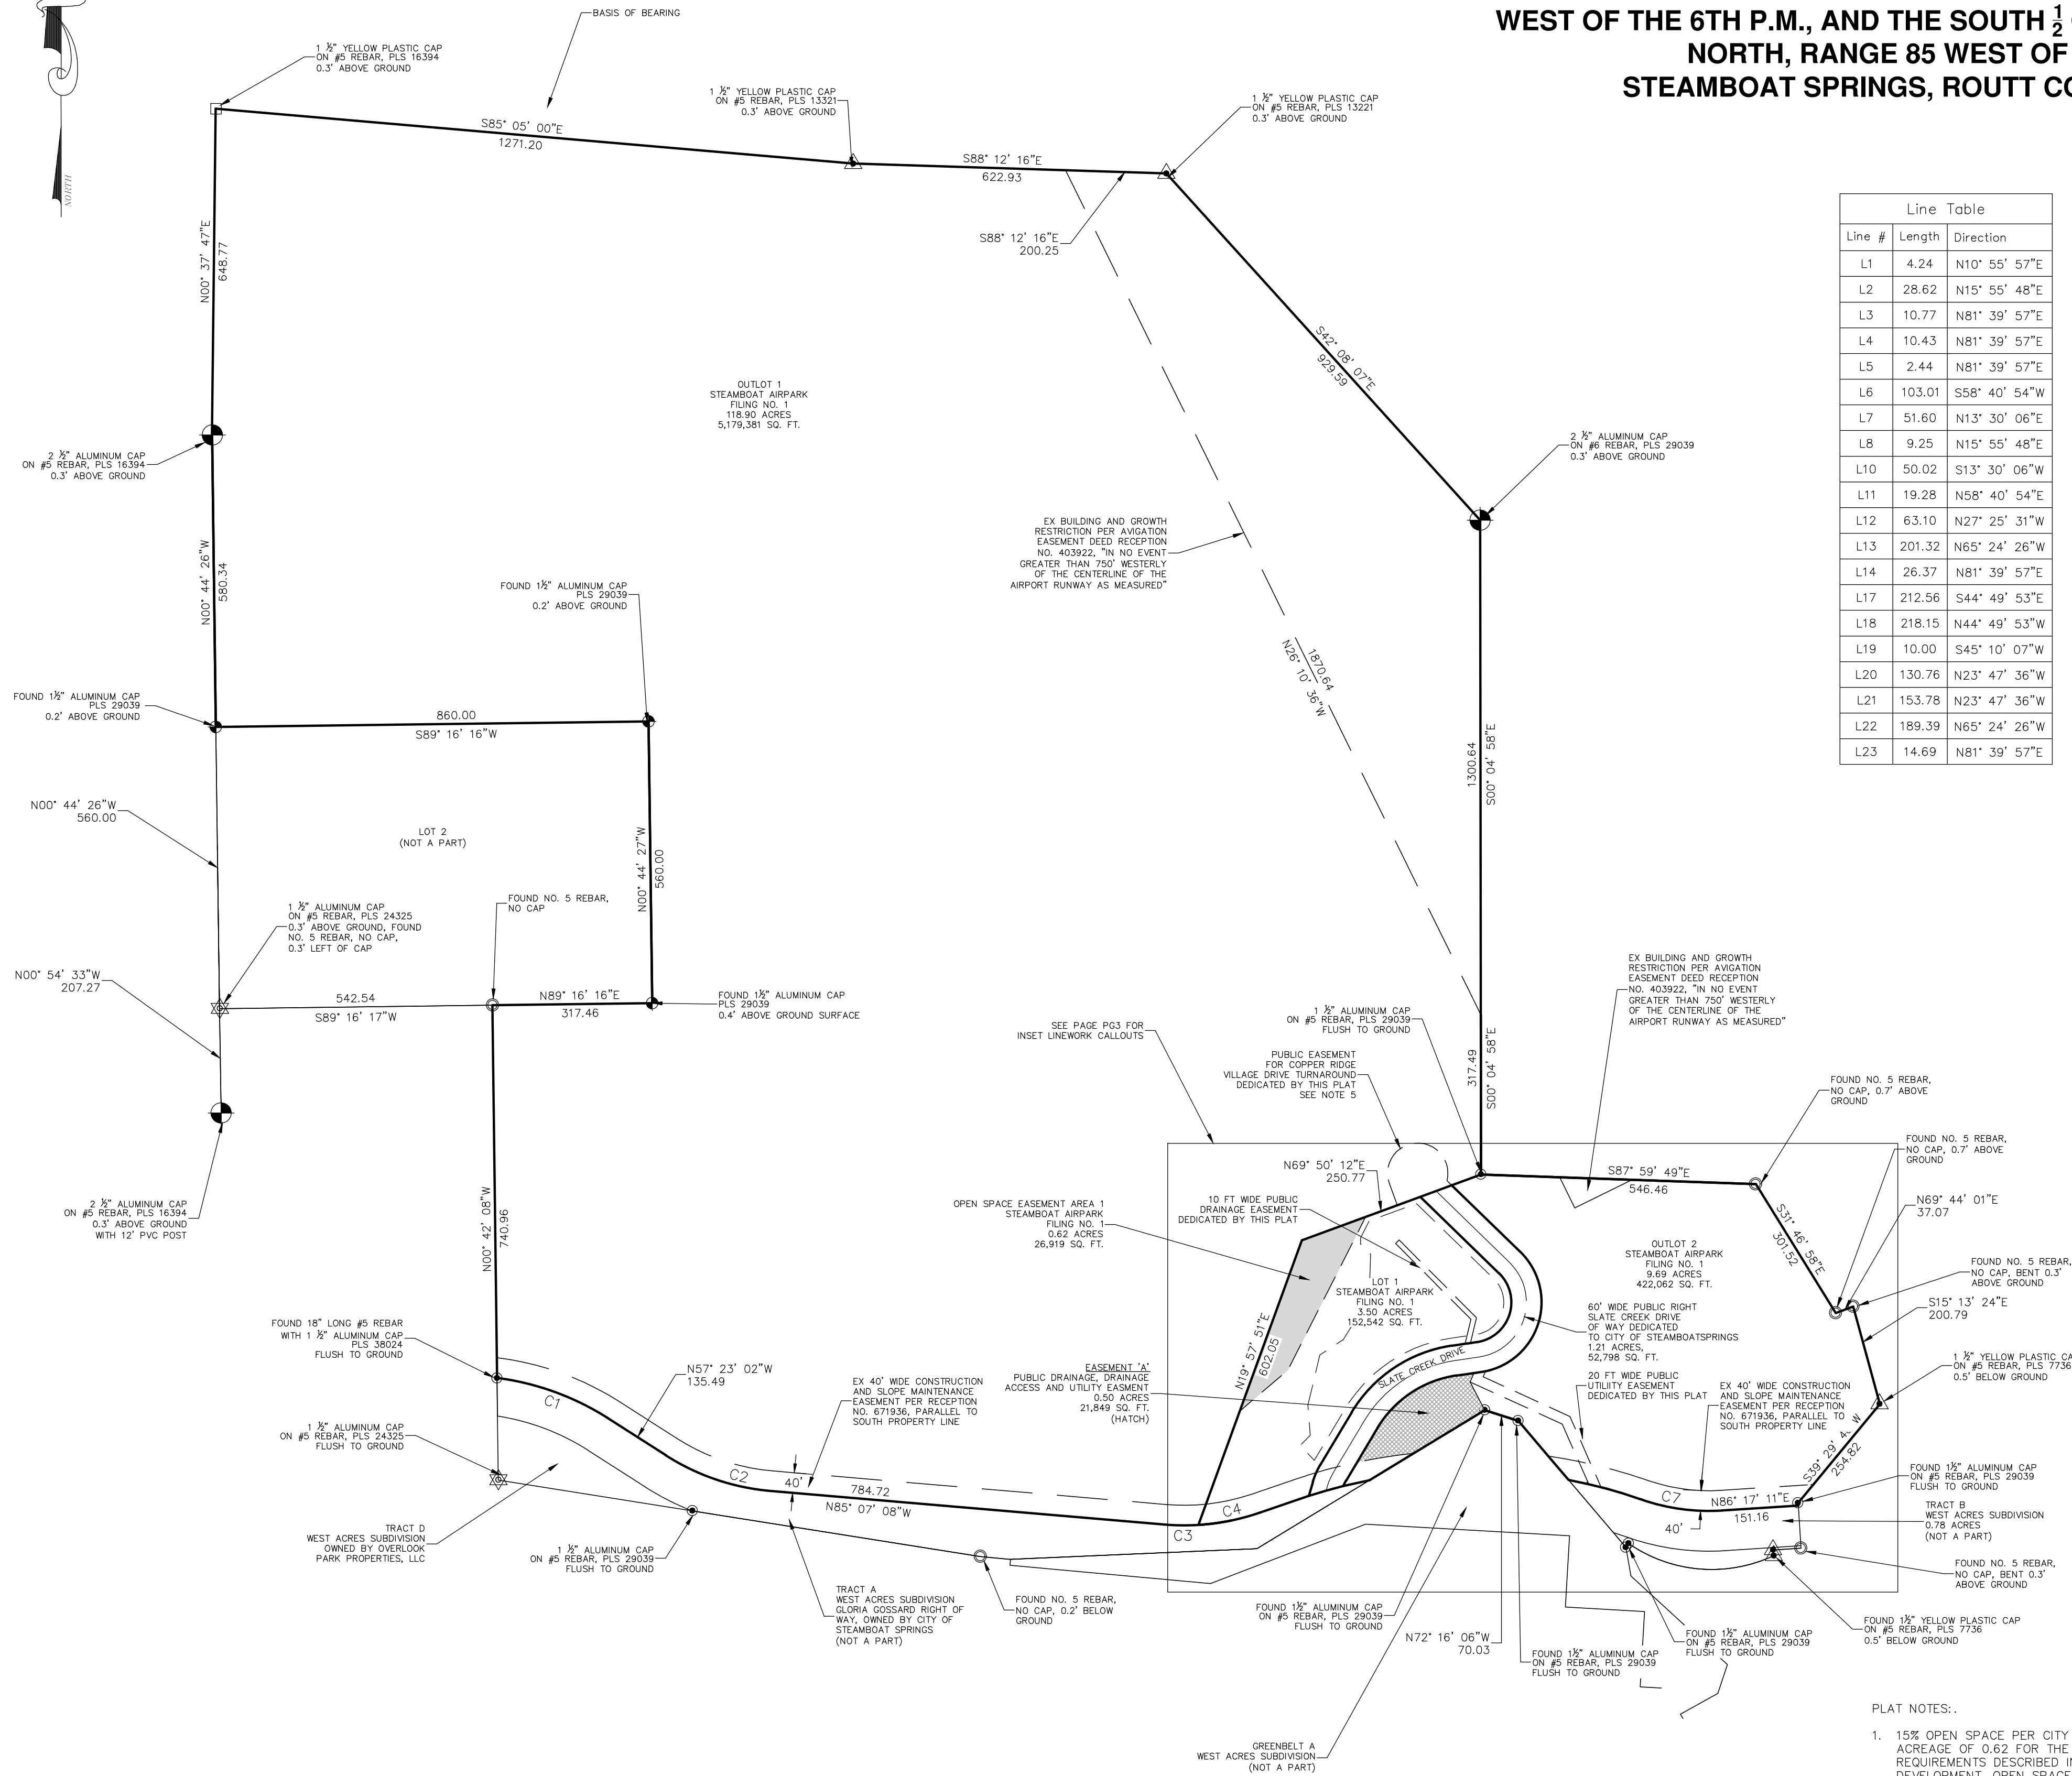 WEST OF THE 6TH P.M., AND THE SOUTH 1/2
NORTH, RANGE 85 WEST OF
STEAMBOAT SPRINGS, ROUTT CO
NORTH
BASIS OF BEARING
1 ½" YELLOW PLASTIC CAP
ON #5 REBAR, PLS 16394
0.3' ABOVE GROUND
1 ½" YELLOW PLASTIC CAP
ON #5 REBAR, PLS 13321
0.3' ABOVE GROUND
1 ½" YELLOW PLASTIC CAP
ON #5 REBAR, PLS 13221
0.3' ABOVE GROUND
S85° 05' 00"E
1271.20
S88° 12' 16"E
622.93
S88° 12' 16"E
200.25
N00° 37' 47"E
648.77
S42° 08' 07"E
929.59
Line Table
Line # Length Direction
L1 4.24 N10° 55' 57"E
L2 28.62 N15° 55' 48"E
L3 10.77 N81° 39' 57"E
L4 10.43 N81° 39' 57"E
L5 2.44 N81° 39' 57"E
L6 103.01 S58° 40' 54"W
L7 51.60 N13° 30' 06"E
L8 9.25 N15° 55' 48"E
L10 50.02 S13° 30' 06"W
L11 19.28 N58° 40' 54"E
L12 63.10 N27° 25' 31"W
L13 201.32 N65° 24' 26"W
L14 26.37 N81° 39' 57"E
L17 212.56 S44° 49' 53"E
L18 218.15 N44° 49' 53"W
L19 10.00 S45° 10' 07"W
L20 130.76 N23° 47' 36"W
L21 153.78 N23° 47' 36"W
L22 189.39 N65° 24' 26"W
L23 14.69 N81° 39' 57"E
OUTLOT 1
STEAMBOAT AIRPARK
FILING NO. 1
118.90 ACRES
5,179,381 SQ. FT.
2 ½" ALUMINUM CAP
ON #5 REBAR, PLS 16394
0.3' ABOVE GROUND
2 ½" ALUMINUM CAP
ON #6 REBAR, PLS 29039
0.3' ABOVE GROUND
EX BUILDING AND GROWTH
RESTRICTION PER AVIGATION
EASEMENT DEED RECEPTION
NO. 403922, "IN NO EVENT
GREATER THAN 750' WESTERLY
OF THE CENTERLINE OF THE
AIRPORT RUNWAY AS MEASURED"
N00° 44' 26"W
580.34
FOUND 1½" ALUMINUM CAP
PLS 29039
0.2' ABOVE GROUND
1870.64
N26° 10' 36"W
FOUND 1½" ALUMINUM CAP
PLS 29039
0.2' ABOVE GROUND
860.00
S89° 16' 16"W
1300.64
S00° 04' 58"E
N00° 44' 26"W
560.00
LOT 2
(NOT A PART)
N00° 44' 27"W
560.00
1 ½" ALUMINUM CAP
ON #5 REBAR, PLS 24325
0.3' ABOVE GROUND, FOUND
NO. 5 REBAR, NO CAP,
0.3' LEFT OF CAP
FOUND NO. 5 REBAR,
NO CAP
N00° 54' 33"W
207.27
542.54
S89° 16' 17"W
N89° 16' 16"E
317.46
FOUND 1½" ALUMINUM CAP
PLS 29039
0.4' ABOVE GROUND SURFACE
EX BUILDING AND GROWTH
RESTRICTION PER AVIGATION
EASEMENT DEED RECEPTION
NO. 403922, "IN NO EVENT
GREATER THAN 750' WESTERLY
OF THE CENTERLINE OF THE
AIRPORT RUNWAY AS MEASURED"
1 ½" ALUMINUM CAP
ON #5 REBAR, PLS 29039
FLUSH TO GROUND
SEE PAGE PG3 FOR
INSET LINEWORK CALLOUTS
PUBLIC EASEMENT
FOR COPPER RIDGE
VILLAGE DRIVE TURNAROUND
DEDICATED BY THIS PLAT
SEE NOTE 5
317.49
S00° 04' 58"E
FOUND NO. 5 REBAR,
NO CAP, 0.7' ABOVE
GROUND
FOUND NO. 5 REBAR,
NO CAP, 0.7' ABOVE
GROUND
2 ½" ALUMINUM CAP
ON #5 REBAR, PLS 16394
0.3' ABOVE GROUND
WITH 12' PVC POST
N69° 50' 12"E
250.77
S87° 59' 49"E
546.46
N69° 44' 01"E
37.07
OPEN SPACE EASEMENT AREA 1
STEAMBOAT AIRPARK
FILING NO. 1
0.62 ACRES
26,919 SQ. FT.
10 FT WIDE PUBLIC
DRAINAGE EASEMENT
DEDICATED BY THIS PLAT
S31° 46' 58"E
301.52
N00° 42' 08"W
740.96
OUTLOT 2
STEAMBOAT AIRPARK
FILING NO. 1
9.69 ACRES
422,062 SQ. FT.
FOUND NO. 5 REBAR,
NO CAP, BENT 0.3'
ABOVE GROUND
LOT 1
STEAMBOAT AIRPARK
FILING NO. 1
3.50 ACRES
152,542 SQ. FT.
S15° 13' 24"E
200.79
60' WIDE PUBLIC RIGHT
SLATE CREEK DRIVE
OF WAY DEDICATED
TO CITY OF STEAMBOATSPRINGS
1.21 ACRES,
52,798 SQ. FT.
FOUND 18" LONG #5 REBAR
WITH 1 ½" ALUMINUM CAP
PLS 38024
FLUSH TO GROUND
N19° 57' 51"E
602.05
SLATE CREEK DRIVE
1 ½" YELLOW PLASTIC CA
ON #5 REBAR, PLS 7736
0.5' BELOW GROUND
N57° 23' 02"W
135.49
EX 40' WIDE CONSTRUCTION
AND SLOPE MAINTENANCE
EASEMENT PER RECEPTION
NO. 671936, PARALLEL TO
SOUTH PROPERTY LINE
EASEMENT 'A'
PUBLIC DRAINAGE, DRAINAGE
ACCESS AND UTILITY EASMENT
0.50 ACRES
21,849 SQ. FT.
(HATCH)
20 FT WIDE PUBLIC
UTILITY EASEMENT
DEDICATED BY THIS PLAT
EX 40' WIDE CONSTRUCTION
AND SLOPE MAINTENANCE
EASEMENT PER RECEPTION
NO. 671936, PARALLEL TO
SOUTH PROPERTY LINE
C1
1 ½" ALUMINUM CAP
ON #5 REBAR, PLS 24325
FLUSH TO GROUND
S39° 29' 4 W
254.82
C2
40'
784.72
N85° 07' 08"W
C3
C4
C7
N86° 17' 11"E
151.16
40'
FOUND 1½" ALUMINUM CAP
ON #5 REBAR, PLS 29039
FLUSH TO GROUND
TRACT B
WEST ACRES SUBDIVISION
0.78 ACRES
(NOT A PART)
TRACT D
WEST ACRES SUBDIVISION
OWNED BY OVERLOOK
PARK PROPERTIES, LLC
1 ½" ALUMINUM CAP
ON #5 REBAR, PLS 29039
FLUSH TO GROUND
TRACT A
WEST ACRES SUBDIVISION
GLORIA GOSSARD RIGHT OF
WAY, OWNED BY CITY OF
STEAMBOAT SPRINGS
(NOT A PART)
FOUND NO. 5 REBAR,
NO CAP, 0.2' BELOW
GROUND
FOUND 1½" ALUMINUM CAP
ON #5 REBAR, PLS 29039
FLUSH TO GROUND
N72° 16' 06"W
70.03
FOUND 1½" ALUMINUM CAP
ON #5 REBAR, PLS 29039
FLUSH TO GROUND
FOUND 1½" ALUMINUM CAP
ON #5 REBAR, PLS 29039
FLUSH TO GROUND
FOUND NO. 5 REBAR,
NO CAP, BENT 0.3'
ABOVE GROUND
FOUND 1½" YELLOW PLASTIC CAP
ON #5 REBAR, PLS 7736
0.5' BELOW GROUND
GREENBELT A
WEST ACRES SUBDIVISION
(NOT A PART)
PLAT NOTES:.
1. 15% OPEN SPACE PER CITY
ACREAGE OF 0.62 FOR THE
REQUIREMENTS DESCRIBED IN
DEVELOPMENT. OPEN SPACE